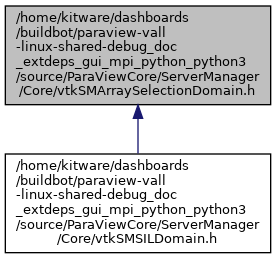 /home/kitware/dashboards
/buildbot/paraview-vall
-linux-shared-debug_doc
_extdeps_gui_mpi_python_python3
/source/ParaViewCore/ServerManager
/Core/vtkSMArraySelectionDomain.h
/home/kitware/dashboards
/buildbot/paraview-vall
-linux-shared-debug_doc
_extdeps_gui_mpi_python_python3
/source/ParaViewCore/ServerManager
/Core/vtkSMSILDomain.h